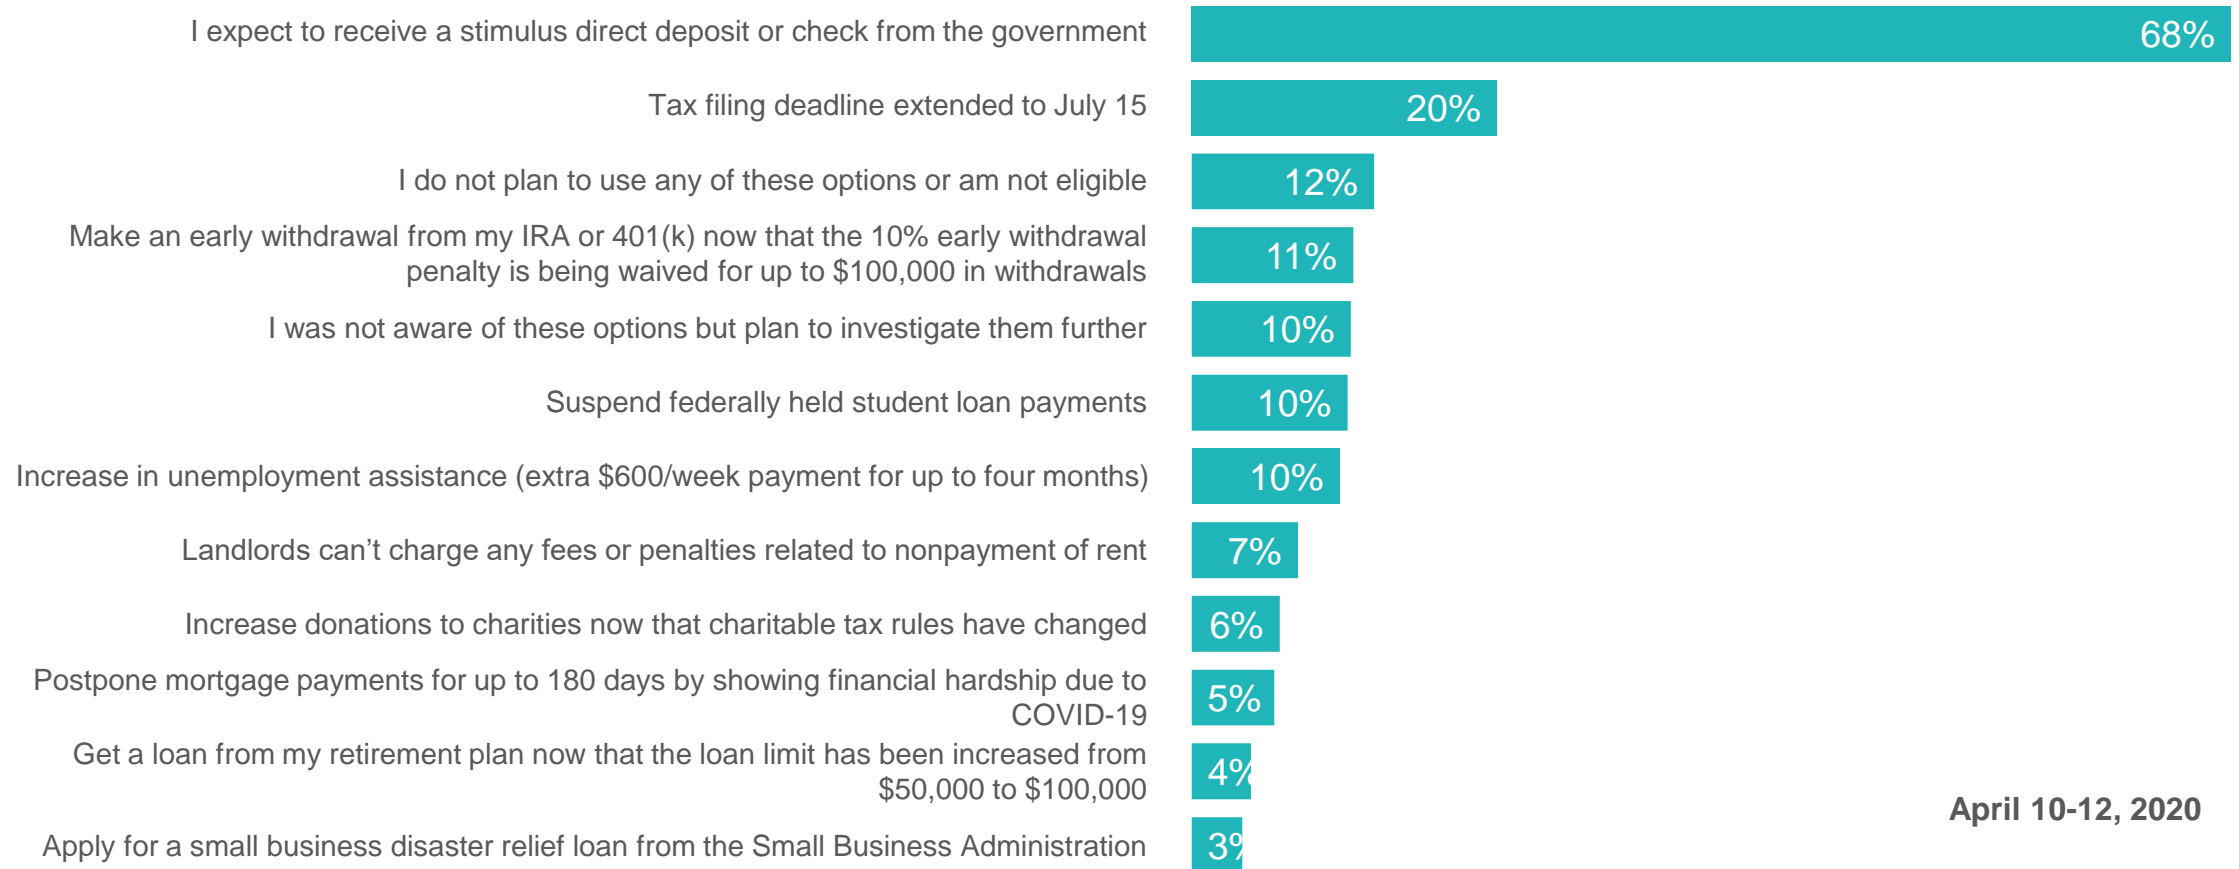 I expect to receive a stimulus direct deposit or check from the government
68%
Tax filing deadline extended to July 15
20%
I do not plan to use any of these options or am not eligible
12%
Make an early withdrawal from my IRA or 401(k) now that the 10% early withdrawal
penalty is being waived for up to $100,000 in withdrawals
11%
I was not aware of these options but plan to investigate them further
10%
Suspend federally held student loan payments
10%
Increase in unemployment assistance (extra $600/week payment for up to four months)
10%
Landlords can’t charge any fees or penalties related to nonpayment of rent
7%
Increase donations to charities now that charitable tax rules have changed
6%
Postpone mortgage payments for up to 180 days by showing financial hardship due to
COVID-19
5%
Get a loan from my retirement plan now that the loan limit has been increased from
$50,000 to $100,000
4%
Apply for a small business disaster relief loan from the Small Business Administration
3%
April 10-12, 2020